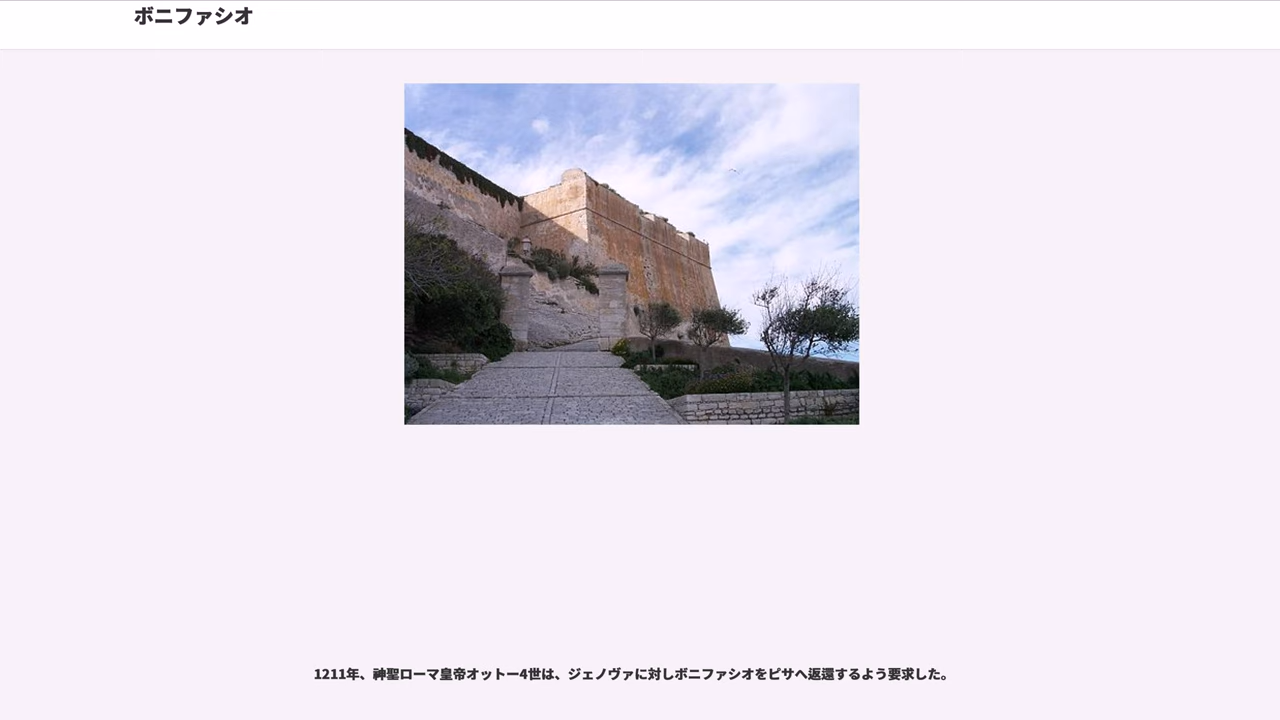 ボニファシオ
1211年、神聖ローマ皇帝オットー4世は、ジェノヴァに対しボニファシオをピサへ返還するよう要求した。